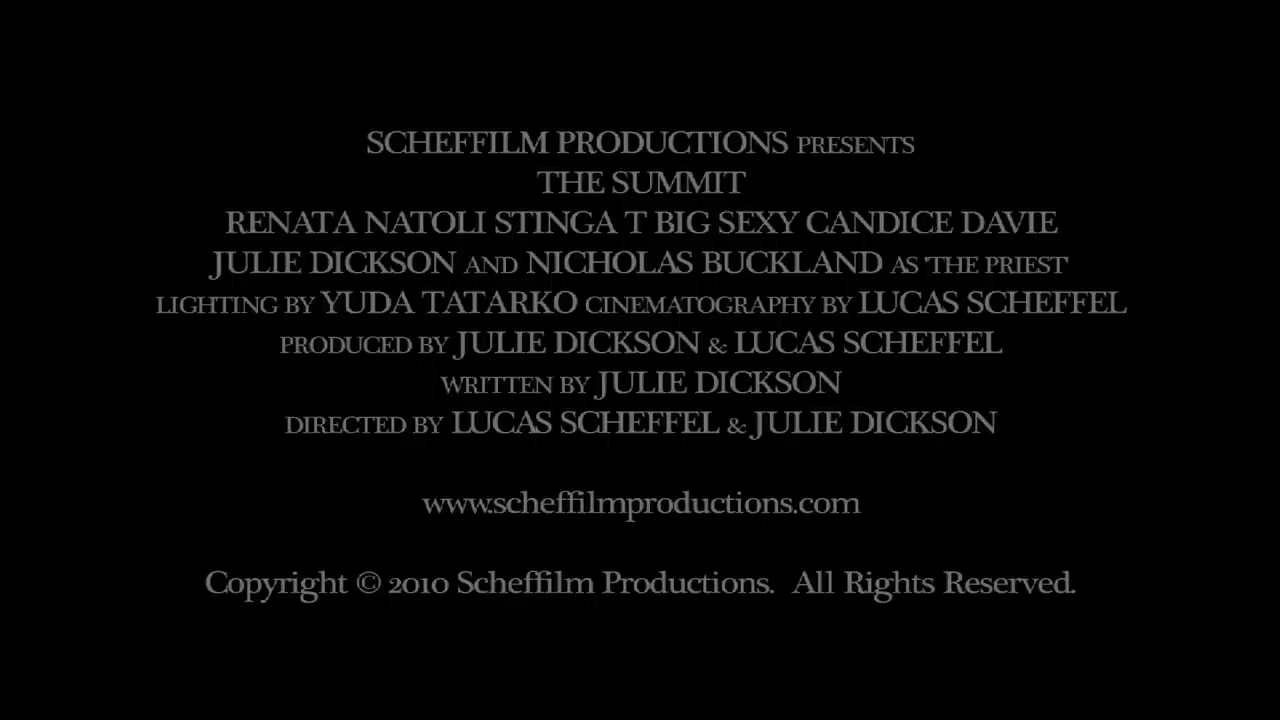 SCHEFFILM PRODUCTIONS PRESENTS
THE SUMMIT
RENATA NATOLI STINGA T BIG SEXY CANDICE DAVIE
JULIE DICKSON AND NICHOLAS BUCKLAND AS 'THE PRIEST'
LIGHTING BY YUDA TATARKO CINEMATOGRAPHY BY LUCAS SCHEFFEL
PRODUCED BY JULIE DICKSON & LUCAS SCHEFFEL
WRITTEN BY JULIE DICKSON
DIRECTED BY LUCAS SCHEFFEL & JULIE DICKSON
www.scheffilmproductions.com
Copyright © 2010 Scheffilm Productions. All Rights Reserved.